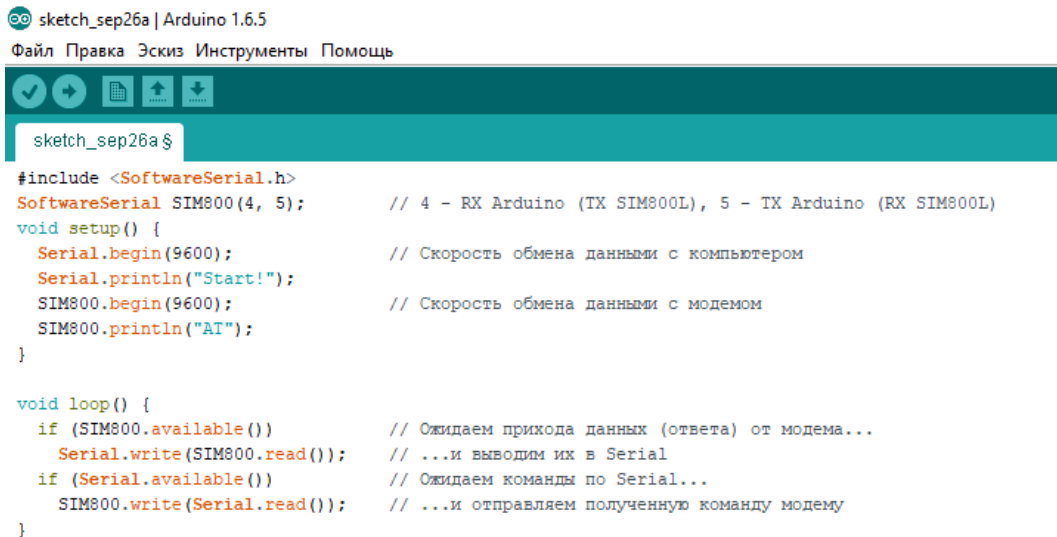 sketch_sep26a | Arduino 1.6.5
Файл Правка Эскиз Инструменты Помощь
sketch_sep26a §
#include <SoftwareSerial.h>
SoftwareSerial SIM800(4, 5);        // 4 - RX Arduino (TX SIM800L), 5 - TX Arduino (RX SIM800L)
void setup() {
  Serial.begin(9600);               // Скорость обмена данными с компьютером
  Serial.println("Start!");
  SIM800.begin(9600);               // Скорость обмена данными с модемом
  SIM800.println("AT");
}
void loop() {
  if (SIM800.available())           // Ожидаем прихода данных (ответа) от модема...
    Serial.write(SIM800.read());    // ...и выводим их в Serial
  if (Serial.available())           // Ожидаем команды по Serial...
    SIM800.write(Serial.read());    // ...и отправляем полученную команду модему
}